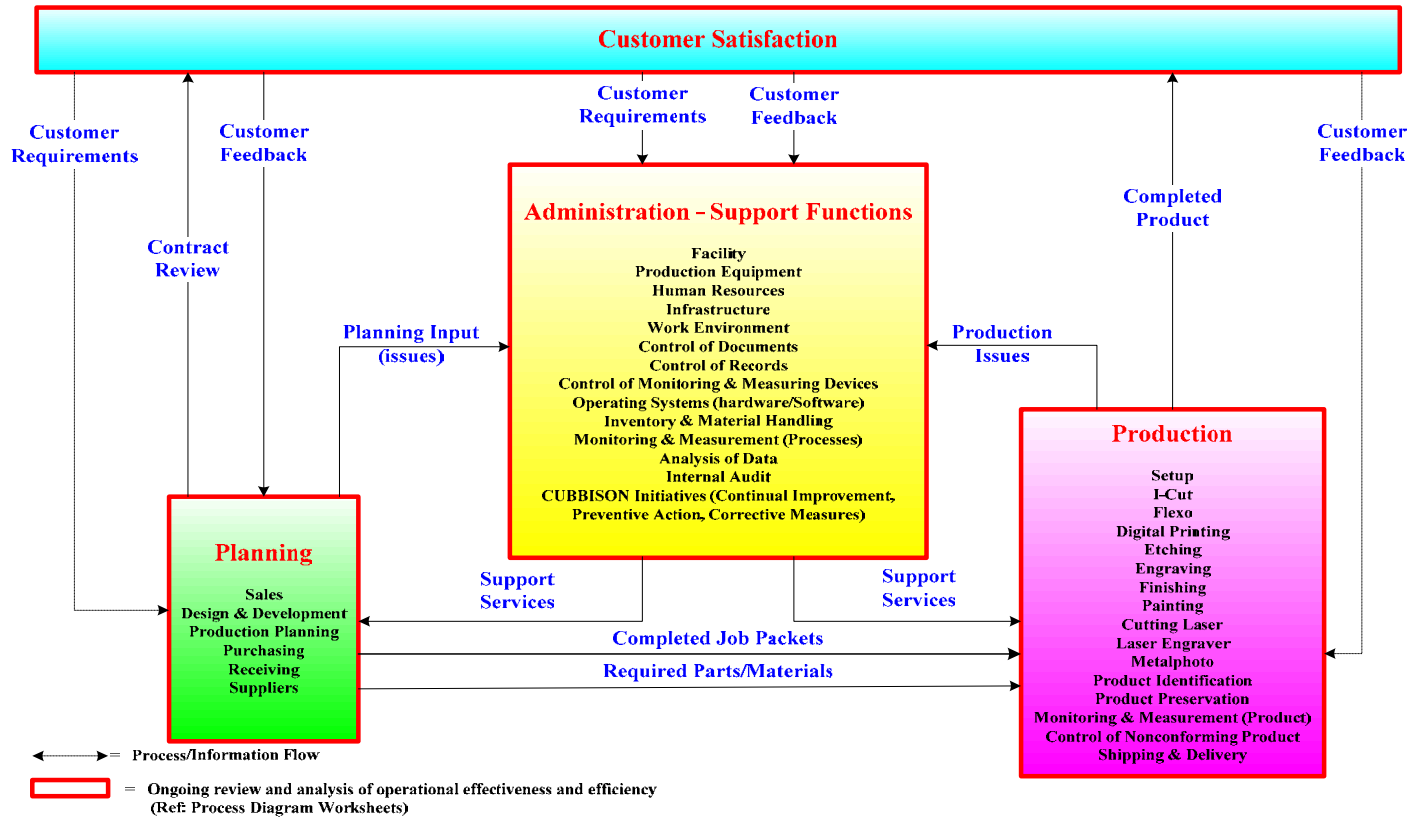 Customer Satisfaction
Customer
Requirements
Customer
Feedback
Contract
Review
Customer
Requirements
Customer
Feedback
Completed
Product
Customer
Feedback
Administration - Support Functions
Facility
Production Equipment
Human Resources
Infrastructure
Work Environment
Control of Documents
Control of Records
Control of Monitoring & Measuring Devices
Operating Systems (hardware/Software)
Inventory & Material Handling
Monitoring & Measurement (Processes)
Analysis of Data
Internal Audit
CUBBISON Initiatives (Continual Improvement,
Preventive Action, Corrective Measures)
Planning Input
(issues)
Production
Issues
Planning
Sales
Design & Development
Production Planning
Purchasing
Receiving
Suppliers
Support
Services
Support
Services
Completed Job Packets
Required Parts/Materials
Production
Setup
I-Cut
Flexo
Digital Printing
Etching
Engraving
Finishing
Painting
Cutting Laser
Laser Engraver
Metalphoto
Product Identification
Product Preservation
Monitoring & Measurement (Product)
Control of Nonconforming Product
Shipping & Delivery
= Process/Information Flow
= Ongoing review and analysis of operational effectiveness and efficiency
(Ref: Process Diagram Worksheets)